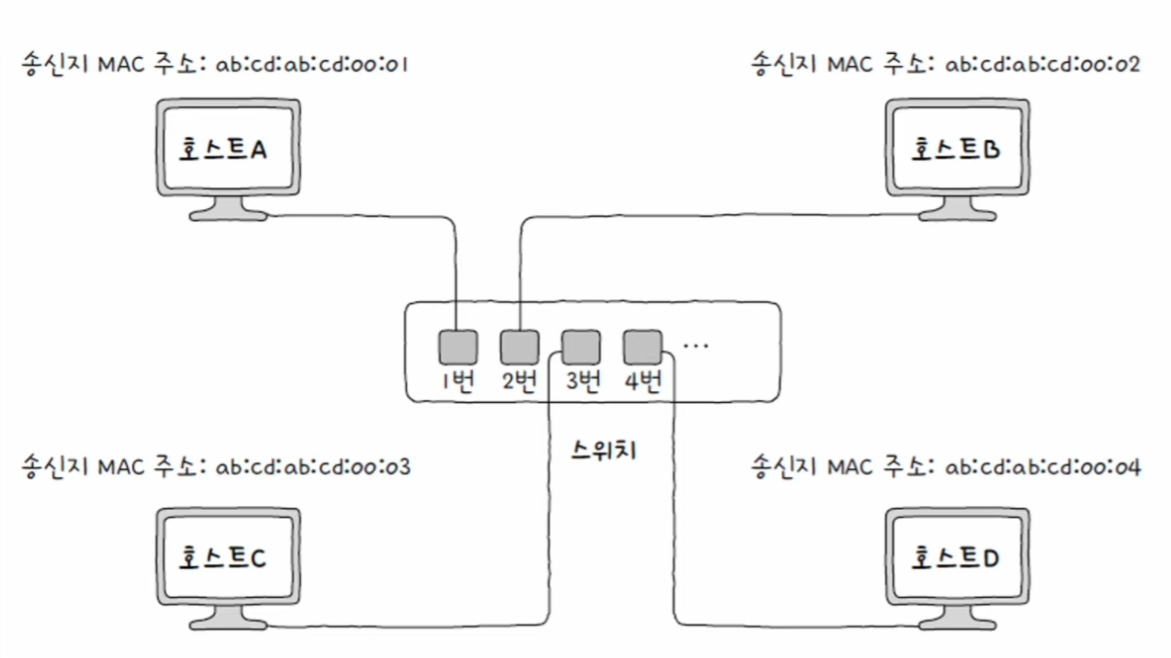 송신지 MAC 주소: ab:cd:ab:cd:00:01
송신지 MAC 주소: ab:cd:ab:cd:00:02
호스트A
호스트B
1번 2번 3번 4번 ...
스위치
송신지 MAC 주소: ab:cd:ab:cd:00:03
송신지 MAC 주소: ab:cd:ab:cd:00:04
호스트C
호스트D